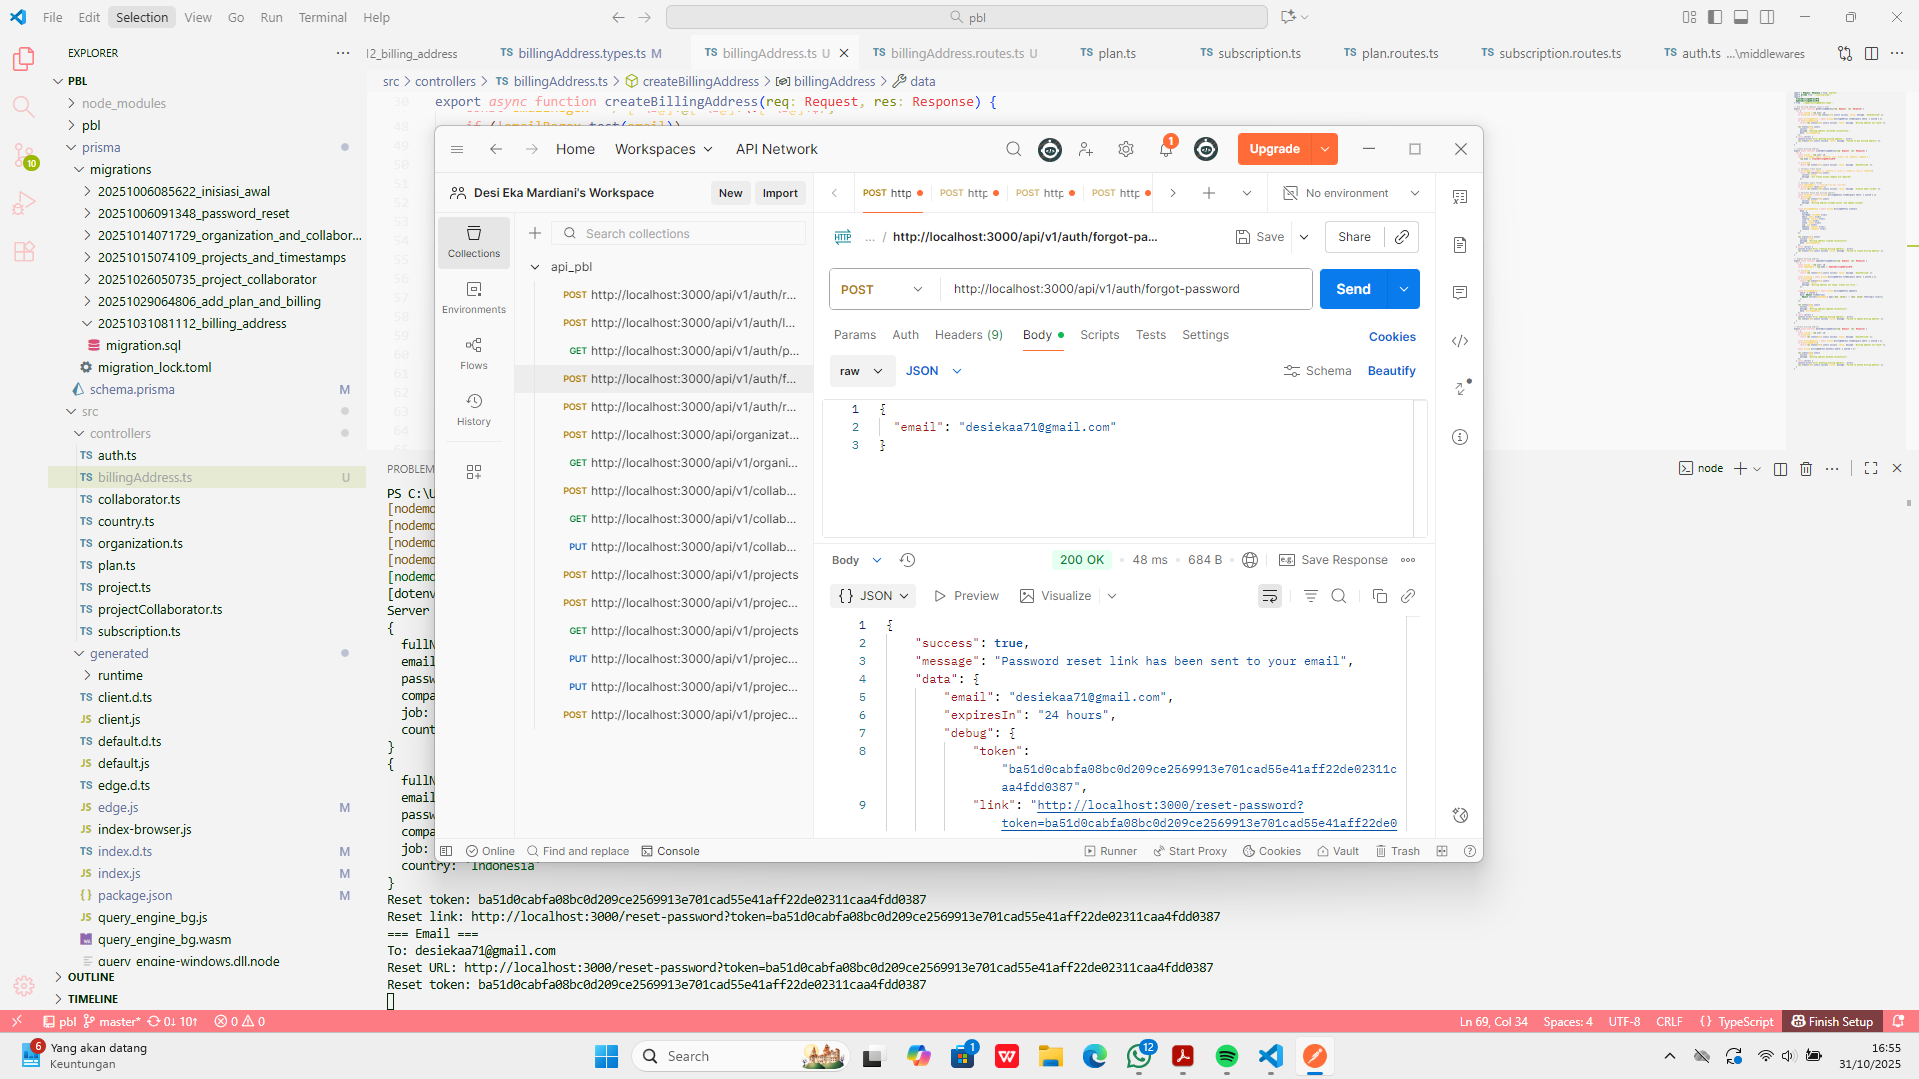 File Edit Selection View Go Run Terminal Help
pbl
EXPLORER
PBL
node_modules
pbl
prisma
migrations
20251006085622_inisiasi_awal
20251006091348_password_reset
20251014071729_organization_and_collabor...
20251015074109_projects_and_timestamps
20251026050735_project_collaborator
20251029064806_add_plan_and_billing
20251031081112_billing_address
migration.sql
migration_lock.toml
schema.prisma M
src
controllers
TS auth.ts
TS billingAddress.ts U
TS collaborator.ts
TS country.ts
TS organization.ts
TS plan.ts
TS project.ts
TS projectCollaborator.ts
TS subscription.ts
generated
runtime
TS client.d.ts
JS client.js
TS default.d.ts
JS default.js
TS edge.d.ts
JS edge.js M
JS index-browser.js
TS index.d.ts M
JS index.js M
{} package.json M
JS query_engine_bg.js
query_engine_bg.wasm
query_engine-windows.dll.node
OUTLINE
TIMELINE
10
l2_billing_address TS billingAddress.types.ts M TS billingAddress.ts U TS billingAddress.routes.ts U TS plan.ts TS subscription.ts TS plan.routes.ts TS subscription.routes.ts TS auth.ts ...\middlewares
src > controllers > TS billingAddress.ts > createBillingAddress > billingAddress > data
30 export async function createBillingAddress(req: Request, res: Response) {
Home Workspaces API Network
1
Upgrade
Desi Eka Mardiani's Workspace New Import
POST http POST http POST http POST http
No environment
Collections
Environments
Flows
History
Search collections
api_pbl
POST http://localhost:3000/api/v1/auth/r...
POST http://localhost:3000/api/v1/auth/l...
GET http://localhost:3000/api/v1/auth/p...
POST http://localhost:3000/api/v1/auth/f...
POST http://localhost:3000/api/v1/auth/r...
POST http://localhost:3000/api/organizat...
GET http://localhost:3000/api/v1/organi...
POST http://localhost:3000/api/v1/collab...
GET http://localhost:3000/api/v1/collab...
PUT http://localhost:3000/api/v1/collab...
POST http://localhost:3000/api/v1/projects
POST http://localhost:3000/api/v1/projec...
GET http://localhost:3000/api/v1/projects
PUT http://localhost:3000/api/v1/projec...
PUT http://localhost:3000/api/v1/projec...
POST http://localhost:3000/api/v1/projec...
HTTP ... / http://localhost:3000/api/v1/auth/forgot-pa... Save Share
POST http://localhost:3000/api/v1/auth/forgot-password Send
Params Auth Headers (9) Body Scripts Tests Settings Cookies
raw JSON Schema Beautify
1 {
2 "email": "desiekaa71@gmail.com"
3 }
Body 200 OK 48 ms 684 B Save Response
{} JSON Preview Visualize
1 {
2 "success": true,
3 "message": "Password reset link has been sent to your email",
4 "data": {
5 "email": "desiekaa71@gmail.com",
6 "expiresIn": "24 hours",
7 "debug": {
8 "token":
"ba51d0cabfa08bc0d209ce2569913e701cad55e41aff22de02311c
aa4fdd0387",
9 "link": "http://localhost:3000/reset-password?
token=ba51d0cabfa08bc0d209ce2569913e701cad55e41aff22de0
Online Find and replace Console Runner Start Proxy Cookies Vault Trash
PROBLEM
node
PS C:\U
[nodemo
[nodemo
[nodemo
[nodemo
[nodemo
[dotenv
Server
{
fullN
email
passw
compa
job:
count
}
{
fullN
email
passw
compa
job:
country: 'Indonesia'
}
Reset token: ba51d0cabfa08bc0d209ce2569913e701cad55e41aff22de02311caa4fdd0387
Reset link: http://localhost:3000/reset-password?token=ba51d0cabfa08bc0d209ce2569913e701cad55e41aff22de02311caa4fdd0387
=== Email ===
To: desiekaa71@gmail.com
Reset URL: http://localhost:3000/reset-password?token=ba51d0cabfa08bc0d209ce2569913e701cad55e41aff22de02311caa4fdd0387
Reset token: ba51d0cabfa08bc0d209ce2569913e701cad55e41aff22de02311caa4fdd0387
pbl master* 0↓ 10↑ 0 0 Ln 69, Col 34 Spaces: 4 UTF-8 CRLF {} TypeScript Finish Setup
6
Yang akan datang
Keuntungan
Search
1
12
16:55
31/10/2025